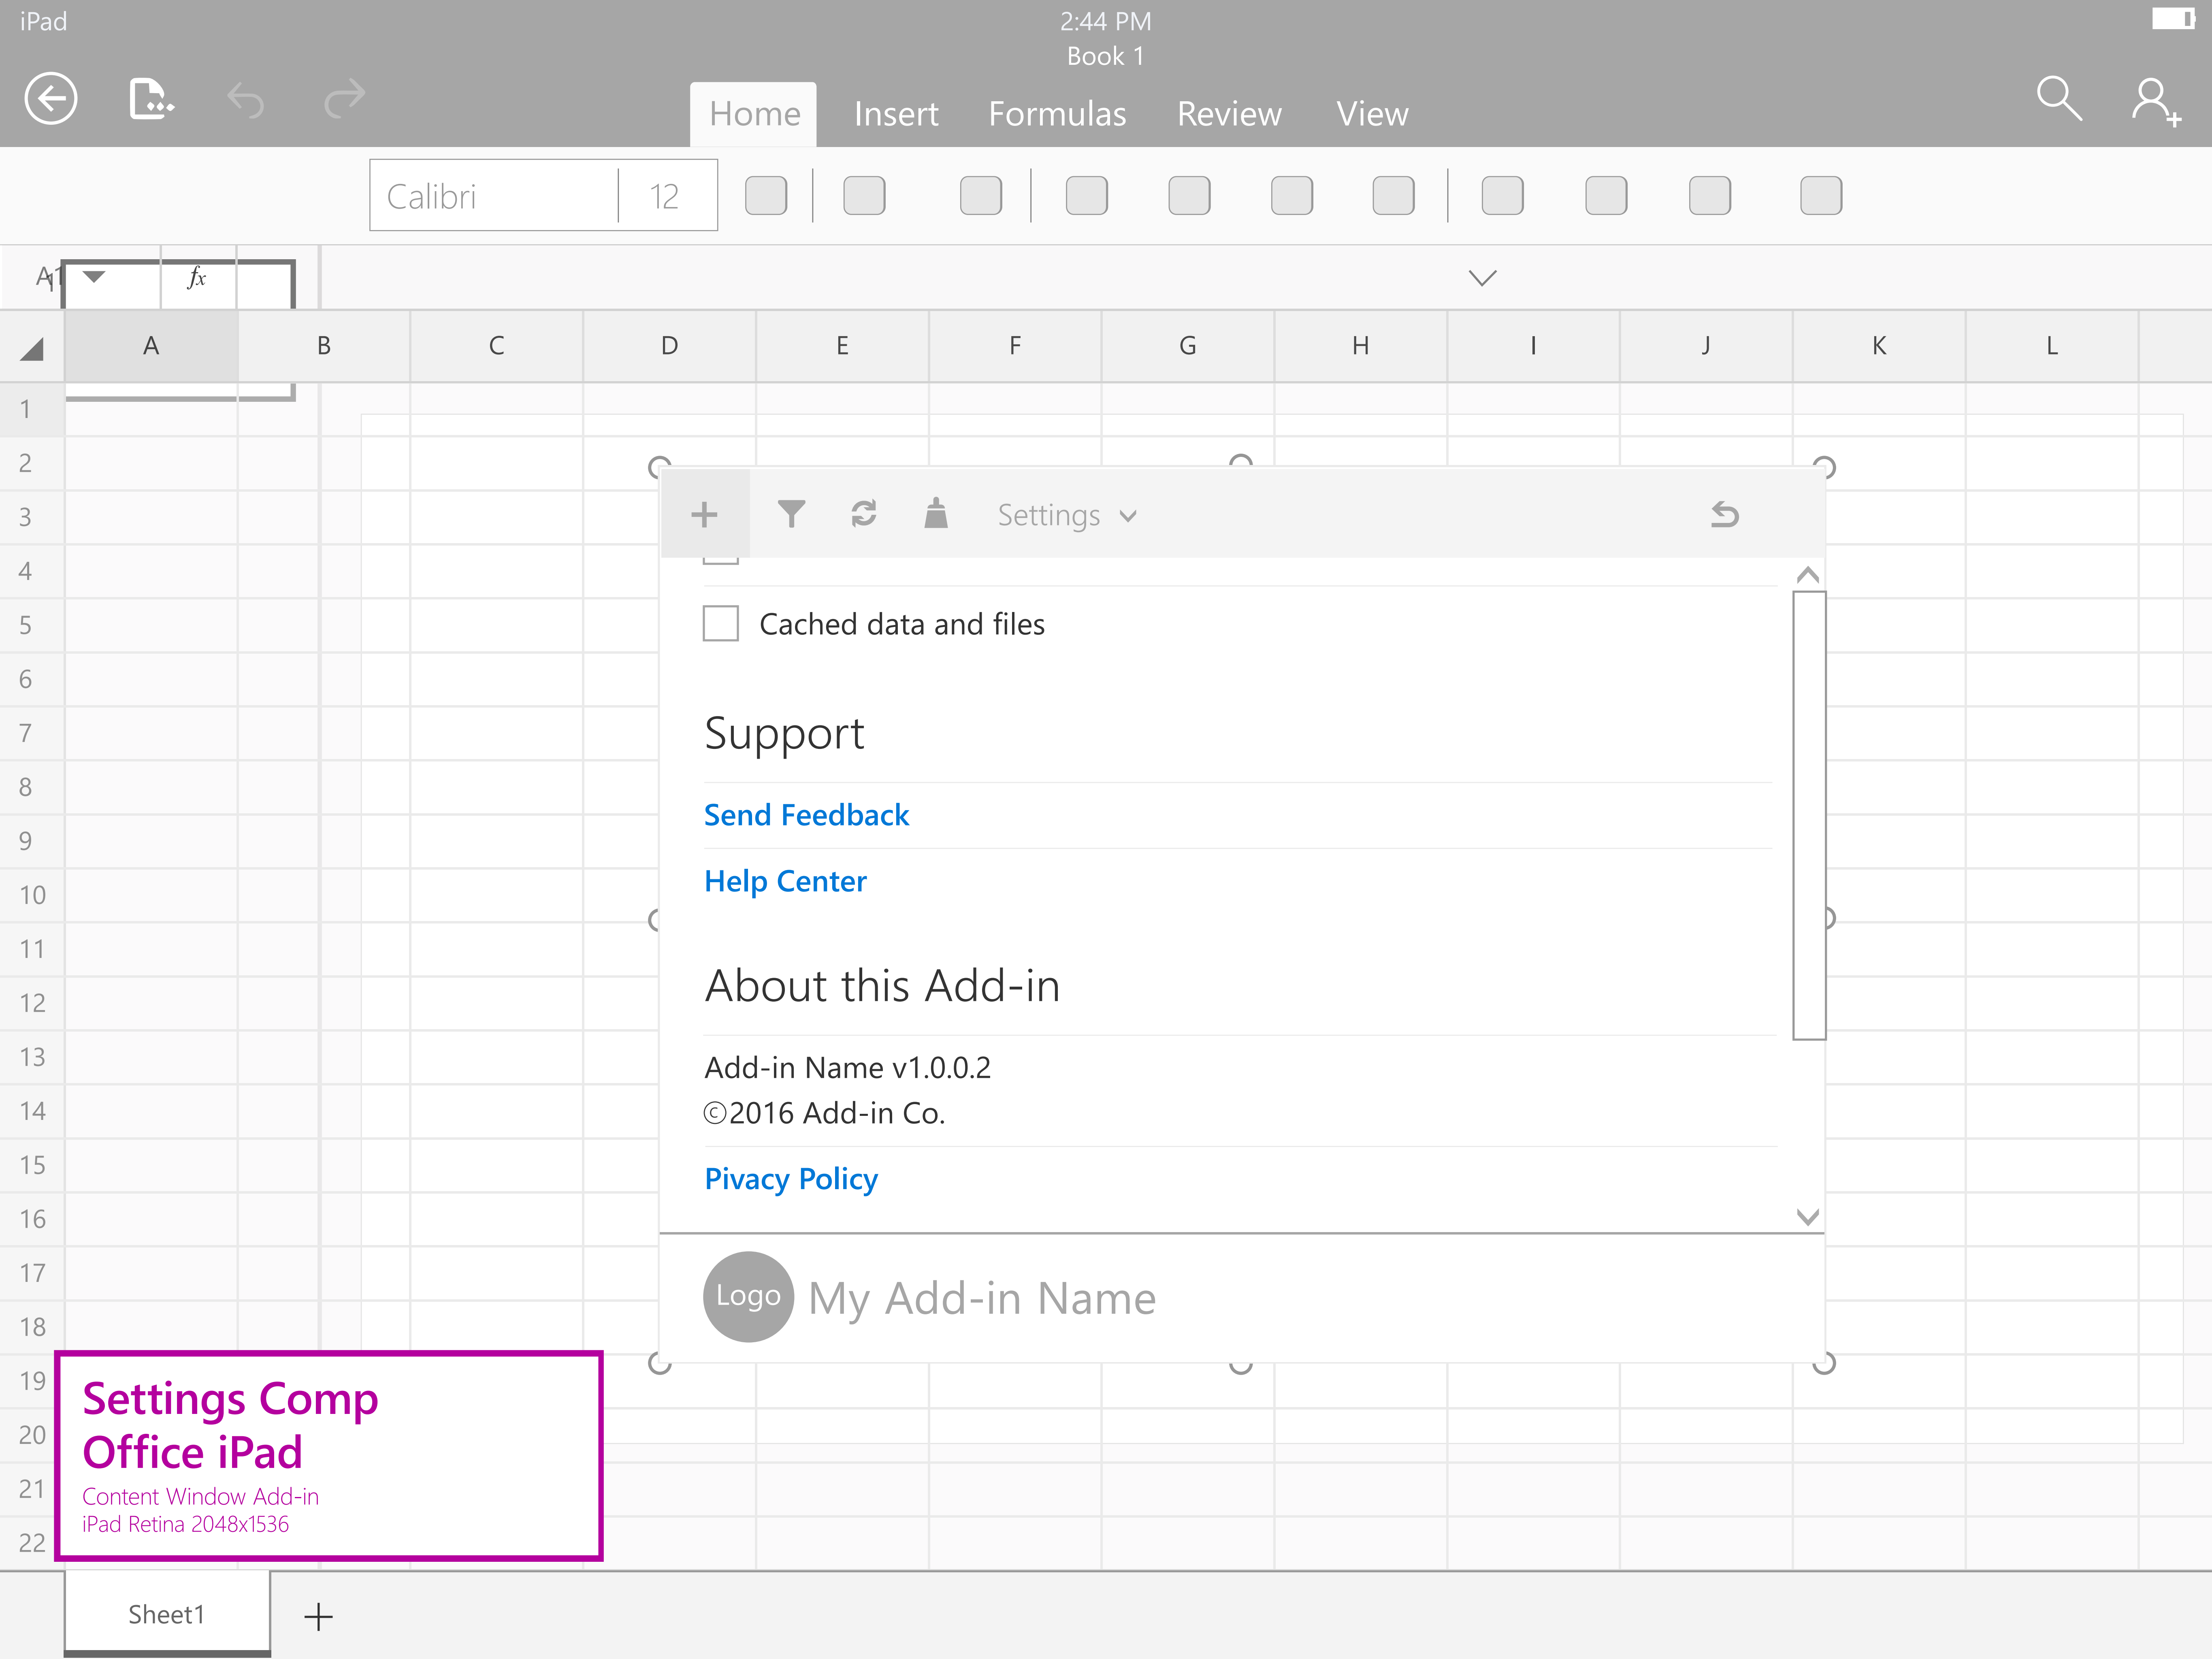 iPad
2:44 PM
Book 1
Home Insert Formulas Review View
Calibri 12
A1 fx
A B C D E F G H I J K L
1
2
3
4
5
6
7
8
9
10
11
12
13
14
15
16
17
18
19
20
21
22
Settings
Cached data and files
Support
Send Feedback
Help Center
About this Add-in
Add-in Name v1.0.0.2
©2016 Add-in Co.
Pivacy Policy
Logo My Add-in Name
Settings Comp
Office iPad
Content Window Add-in
iPad Retina 2048x1536
Sheet1